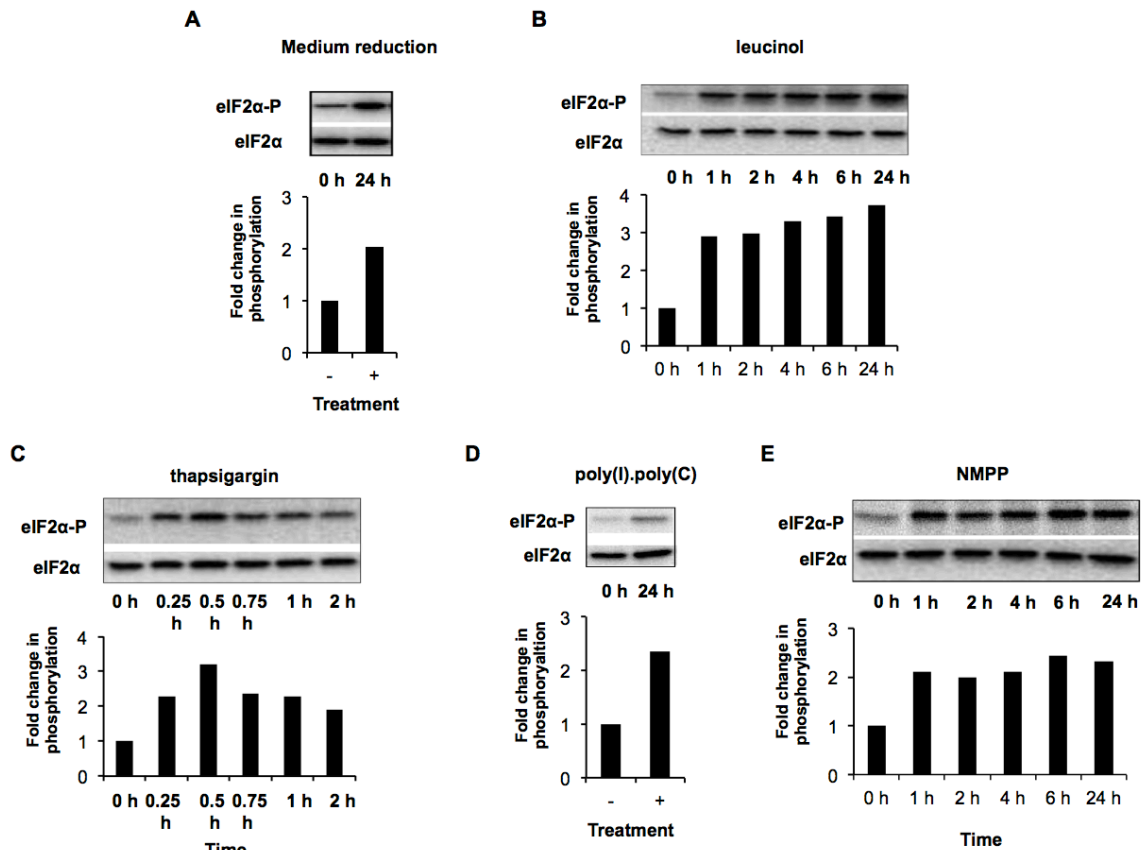 A
Medium reduction
eIF2α-P
eIF2α
0 h 24 h
Fold change in
phosphorylation
3
2
1
0
- +
Treatment
B
leucinol
eIF2α-P
eIF2α
0 h 1 h 2 h 4 h 6 h 24 h
Fold change in
phosphorylation
4
3
2
1
0
0 h 1 h 2 h 4 h 6 h 24 h
C
thapsigargin
eIF2α-P
eIF2α
0 h 0.25 0.5 h 0.75 1 h 2 h
h h h
Fold change in
phosphorylation
4
3
2
1
0
0 h 0.25 0.5 0.75 1 h 2 h
h h h
Time
D
poly(I).poly(C)
eIF2α-P
eIF2α
0 h 24 h
Fold change in
phosphoryaltion
3
2
1
0
- +
Treatment
E
NMPP
eIF2α-P
eIF2α
0 h 1 h 2 h 4 h 6 h 24 h
Fold change in
phosphorylation
3
2
1
0
0 h 1 h 2 h 4 h 6 h 24 h
Time